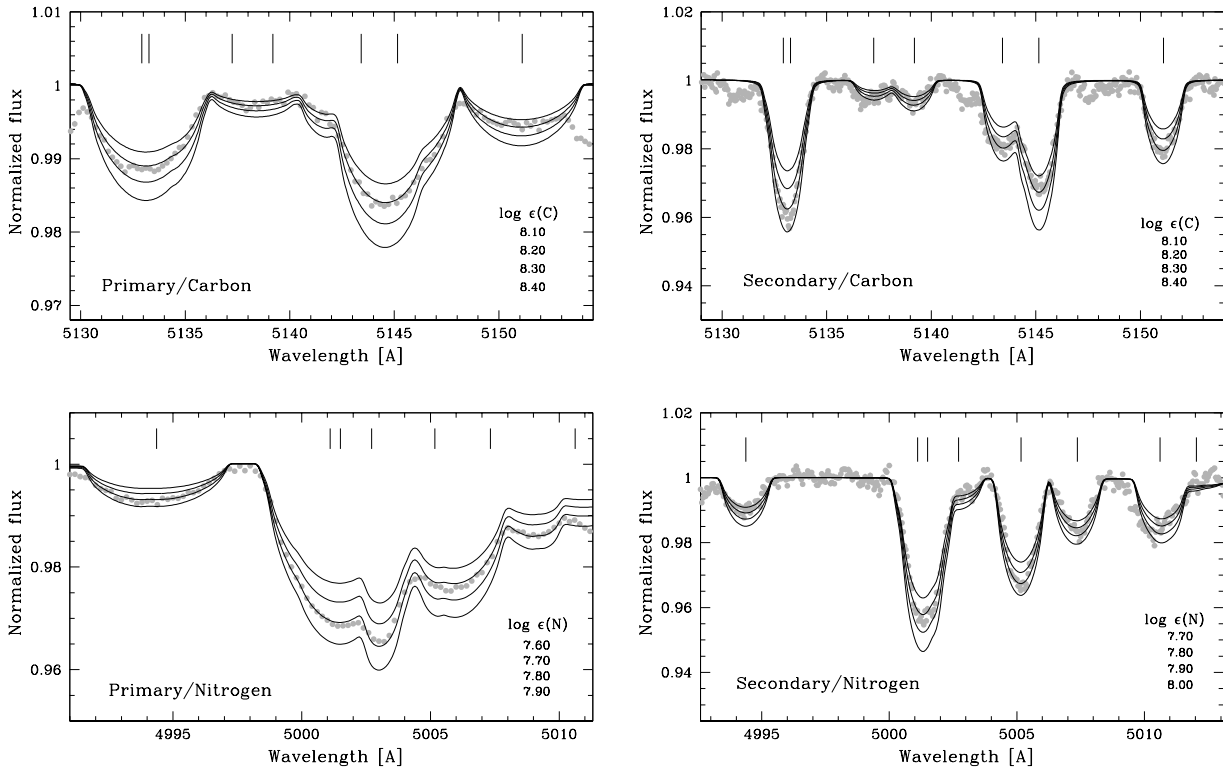 1.01
1
0.99
0.98
0.97
Normalized flux
log ϵ(C)
8.10
8.20
8.30
8.40
Primary/Carbon
5130 5135 5140 5145 5150
Wavelength [A]
1.02
1
0.98
0.96
0.94
Normalized flux
log ϵ(C)
8.10
8.20
8.30
8.40
Secondary/Carbon
5130 5135 5140 5145 5150
Wavelength [A]
1
0.98
0.96
Normalized flux
log ϵ(N)
7.60
7.70
7.80
7.90
Primary/Nitrogen
4995 5000 5005 5010
Wavelength [A]
1.02
1
0.98
0.96
0.94
Normalized flux
log ϵ(N)
7.70
7.80
7.90
8.00
Secondary/Nitrogen
4995 5000 5005 5010
Wavelength [A]